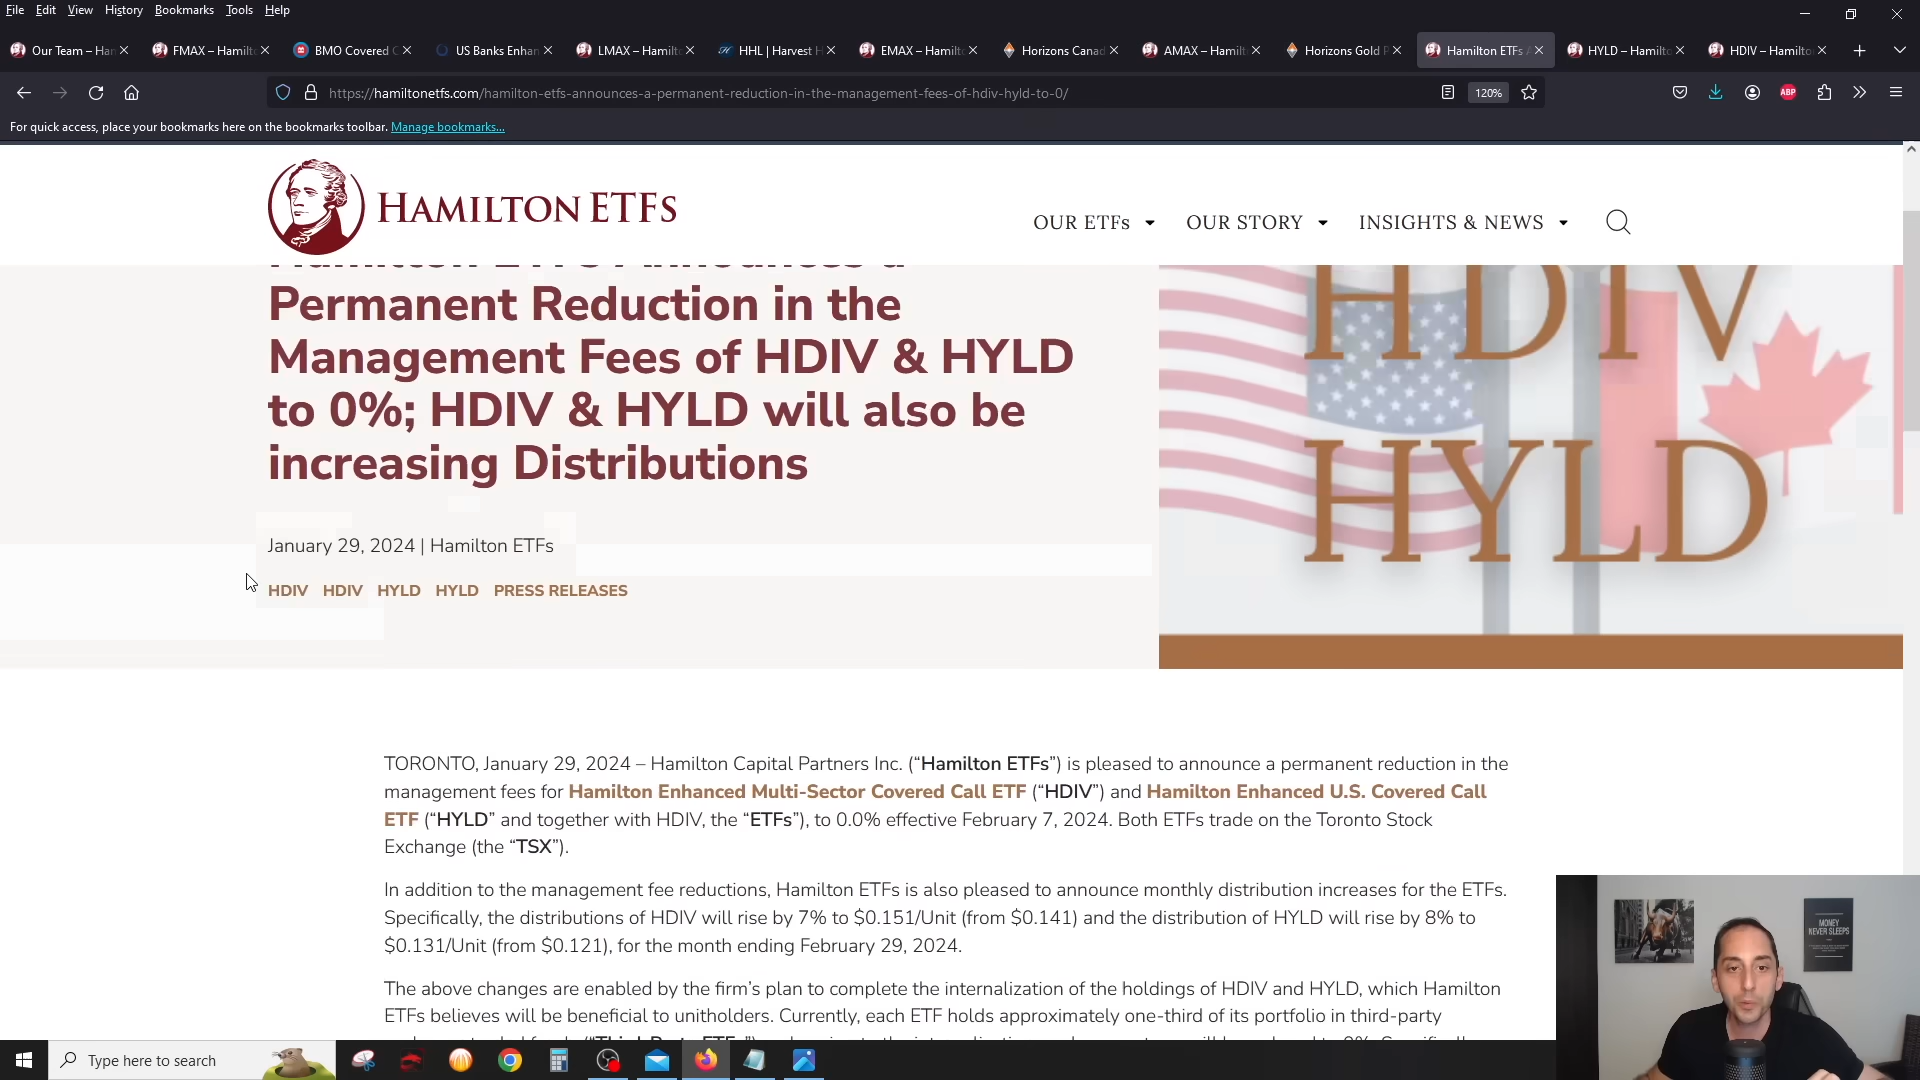 File Edit View History Bookmarks Tools Help
Our Team – Han
FMAX – Hamilto
BMO Covered C
US Banks Enhan
LMAX – Hamilto
HHL | Harvest H
EMAX – Hamilto
Horizons Canad
AMAX – Hamilt
Horizons Gold P
Hamilton ETFs A
HYLD – Hamilto
HDIV – Hamilto
https://hamiltonetfs.com/hamilton-etfs-announces-a-permanent-reduction-in-the-management-fees-of-hdiv-hyld-to-0/
120%
ABP
For quick access, place your bookmarks here on the bookmarks toolbar. Manage bookmarks...
HAMILTON ETFS
OUR ETFs OUR STORY INSIGHTS & NEWS
Hamilton ETFs Announces a
Permanent Reduction in the
Management Fees of HDIV & HYLD
to 0%; HDIV & HYLD will also be
increasing Distributions
HDIV
HYLD
January 29, 2024 | Hamilton ETFs
HDIV HDIV HYLD HYLD PRESS RELEASES
TORONTO, January 29, 2024 – Hamilton Capital Partners Inc. (“Hamilton ETFs”) is pleased to announce a permanent reduction in the
management fees for Hamilton Enhanced Multi-Sector Covered Call ETF (“HDIV”) and Hamilton Enhanced U.S. Covered Call
ETF (“HYLD” and together with HDIV, the “ETFs”), to 0.0% effective February 7, 2024. Both ETFs trade on the Toronto Stock
Exchange (the “TSX”).
In addition to the management fee reductions, Hamilton ETFs is also pleased to announce monthly distribution increases for the ETFs.
Specifically, the distributions of HDIV will rise by 7% to $0.151/Unit (from $0.141) and the distribution of HYLD will rise by 8% to
$0.131/Unit (from $0.121), for the month ending February 29, 2024.
The above changes are enabled by the firm’s plan to complete the internalization of the holdings of HDIV and HYLD, which Hamilton
ETFs believes will be beneficial to unitholders. Currently, each ETF holds approximately one-third of its portfolio in third-party
MONEY
NEVER SLEEPS
Type here to search